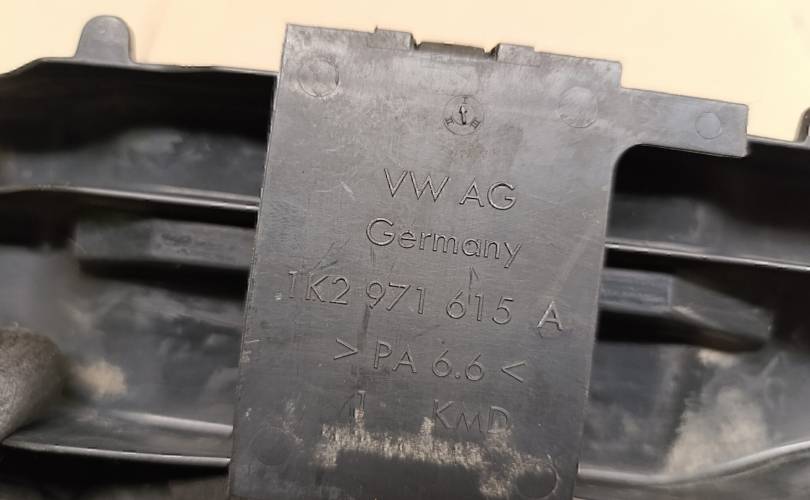 VW AG
Germany
1K2 971 615 A
> PA 6.6 <
KMD